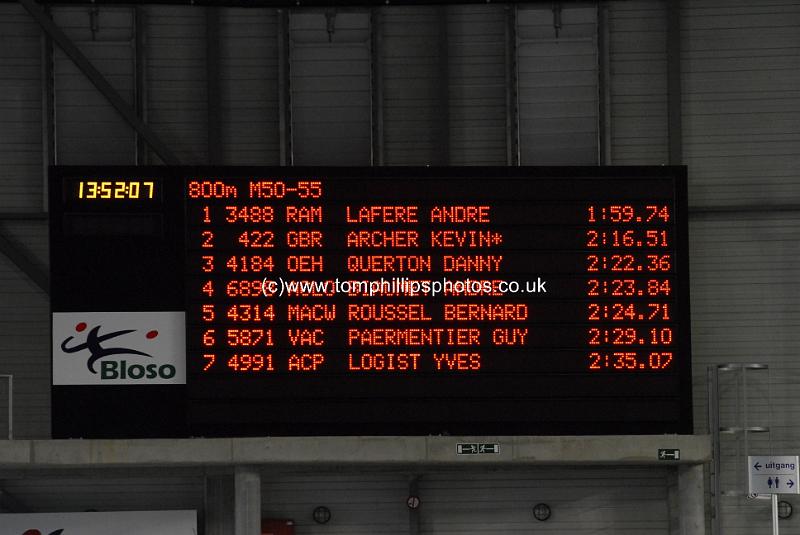 13:52:07
800m M50-55
1 3488 RAM LAFERE ANDRE 1:59.74
2 422 GBR ARCHER KEVIN* 2:16.51
3 4184 OEH QUERTON DANNY 2:22.36
4 2:23.84
(c)www.tomphillipsphotos.co.uk
5 4314 MACW ROUSSEL BERNARD 2:24.71
6 5871 VAC PAERMENTIER GUY 2:29.10
7 4991 ACP LOGIST YVES 2:35.07
Bloso
uitgang